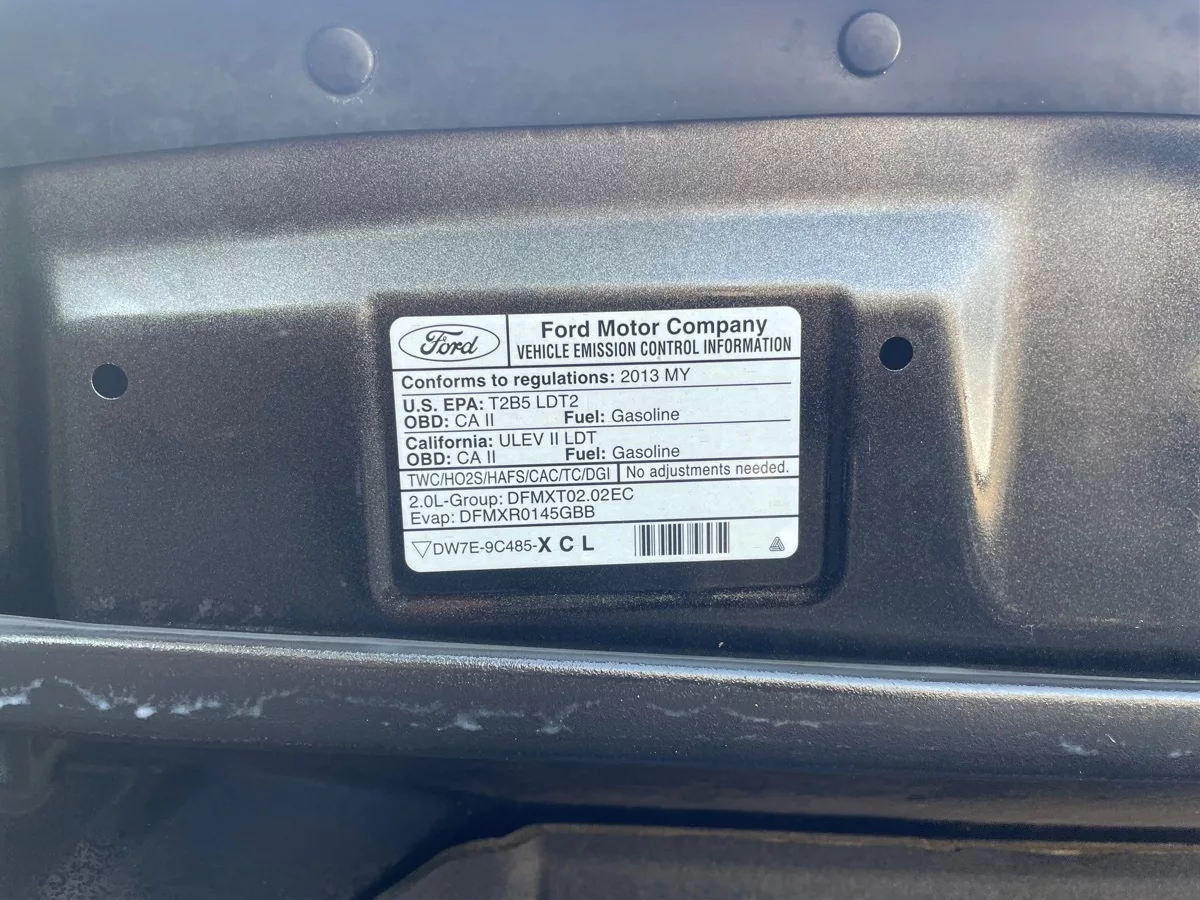 Ford
Ford Motor Company
VEHICLE EMISSION CONTROL INFORMATION
Conforms to regulations: 2013 MY
U.S. EPA: T2B5 LDT2
OBD: CA II Fuel: Gasoline
California: ULEV II LDT
OBD: CA II Fuel: Gasoline
TWC/HO2S/HAFS/CAC/TC/DGI No adjustments needed.
2.0L-Group: DFMXT02.02EC
Evap: DFMXR0145GBB
DW7E-9C485-X C L